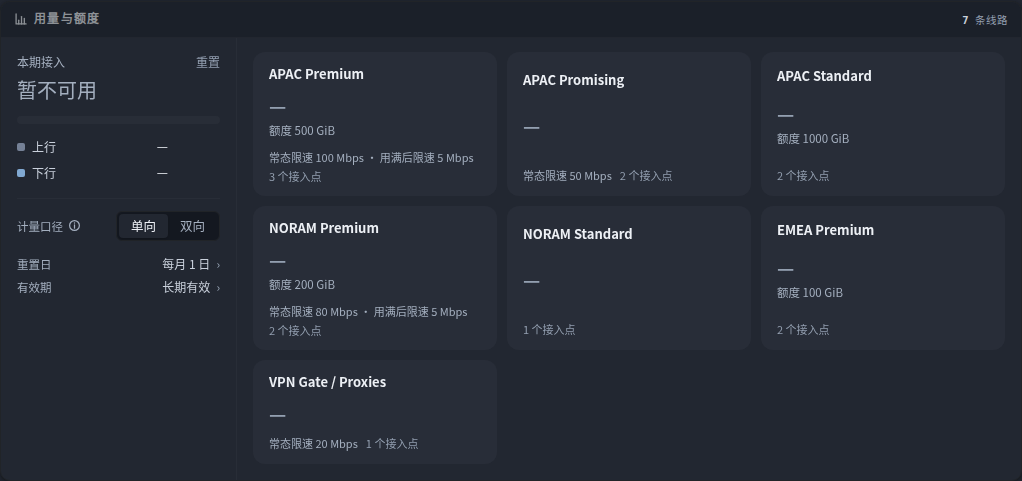 用量与额度
7 条线路
本期接入 重置
暂不可用
上行 —
下行 —
计量口径 单向 双向
重置日 每月 1 日 ›
有效期 长期有效 ›
APAC Premium
—
额度 500 GiB
常态限速 100 Mbps · 用满后限速 5 Mbps
3 个接入点
APAC Promising
—
常态限速 50 Mbps 2 个接入点
APAC Standard
—
额度 1000 GiB
2 个接入点
NORAM Premium
—
额度 200 GiB
常态限速 80 Mbps · 用满后限速 5 Mbps
2 个接入点
NORAM Standard
—
1 个接入点
EMEA Premium
—
额度 100 GiB
2 个接入点
VPN Gate / Proxies
—
常态限速 20 Mbps 1 个接入点